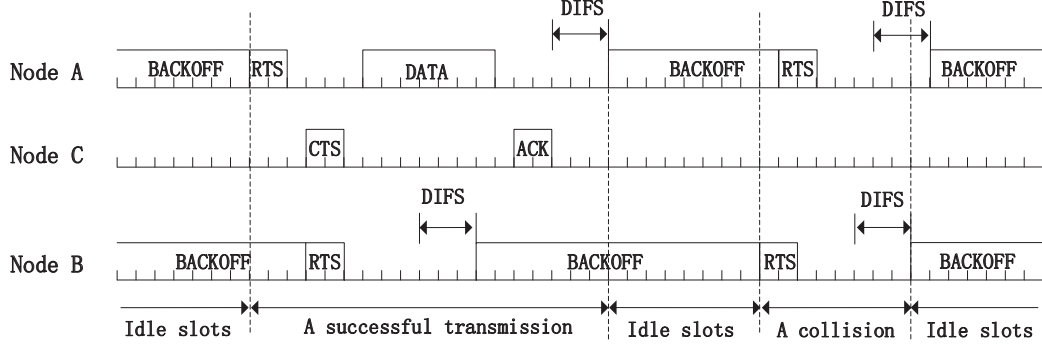 DIFS
DIFS
Node A
BACKOFF
RTS
DATA
BACKOFF
RTS
BACKOFF
Node C
CTS
ACK
DIFS
DIFS
Node B
BACKOFF
RTS
BACKOFF
RTS
BACKOFF
Idle slots
A successful transmission
Idle slots
A collision
Idle slots